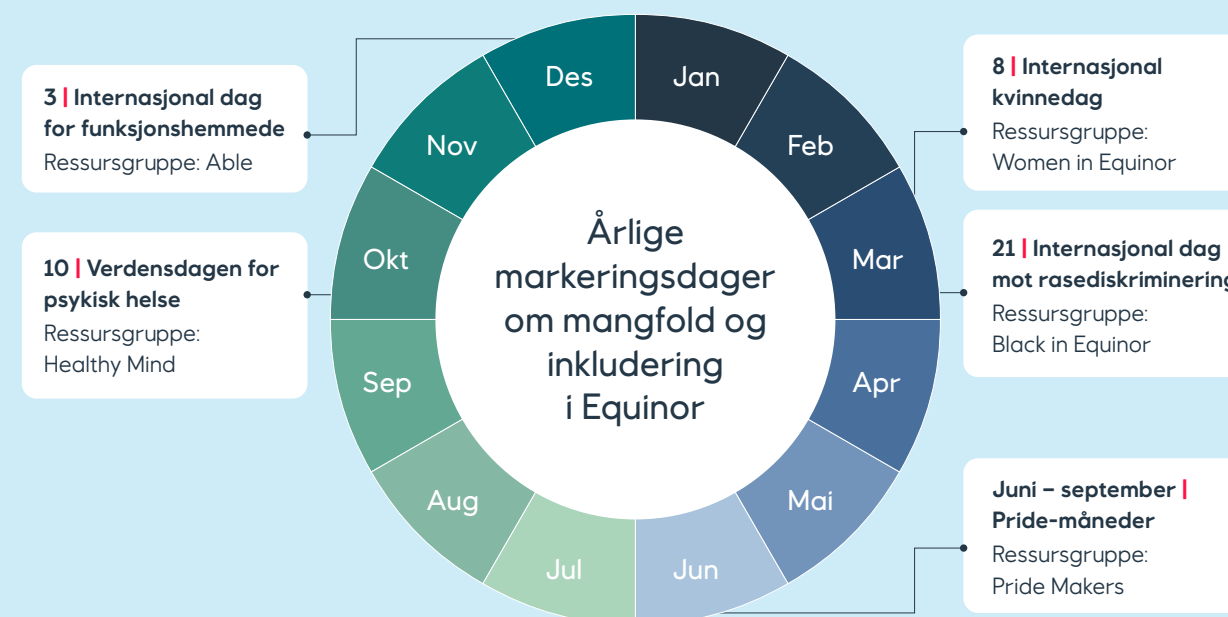 Des
Jan
Feb
Mar
Apr
Mai
Jun
Jul
Aug
Sep
Okt
Nov
Årlige
markeringsdager
om mangfold og
inkludering
i Equinor
3 | Internasjonal dag
for funksjonshemmede
Ressursgruppe: Able
10 | Verdensdagen for
psykisk helse
Ressursgruppe:
Healthy Mind
8 | Internasjonal
kvinnedag
Ressursgruppe:
Women in Equinor
21 | Internasjonal dag
mot rasediskriminering
Ressursgruppe:
Black in Equinor
Juni – september |
Pride-måneder
Ressursgruppe:
Pride Makers